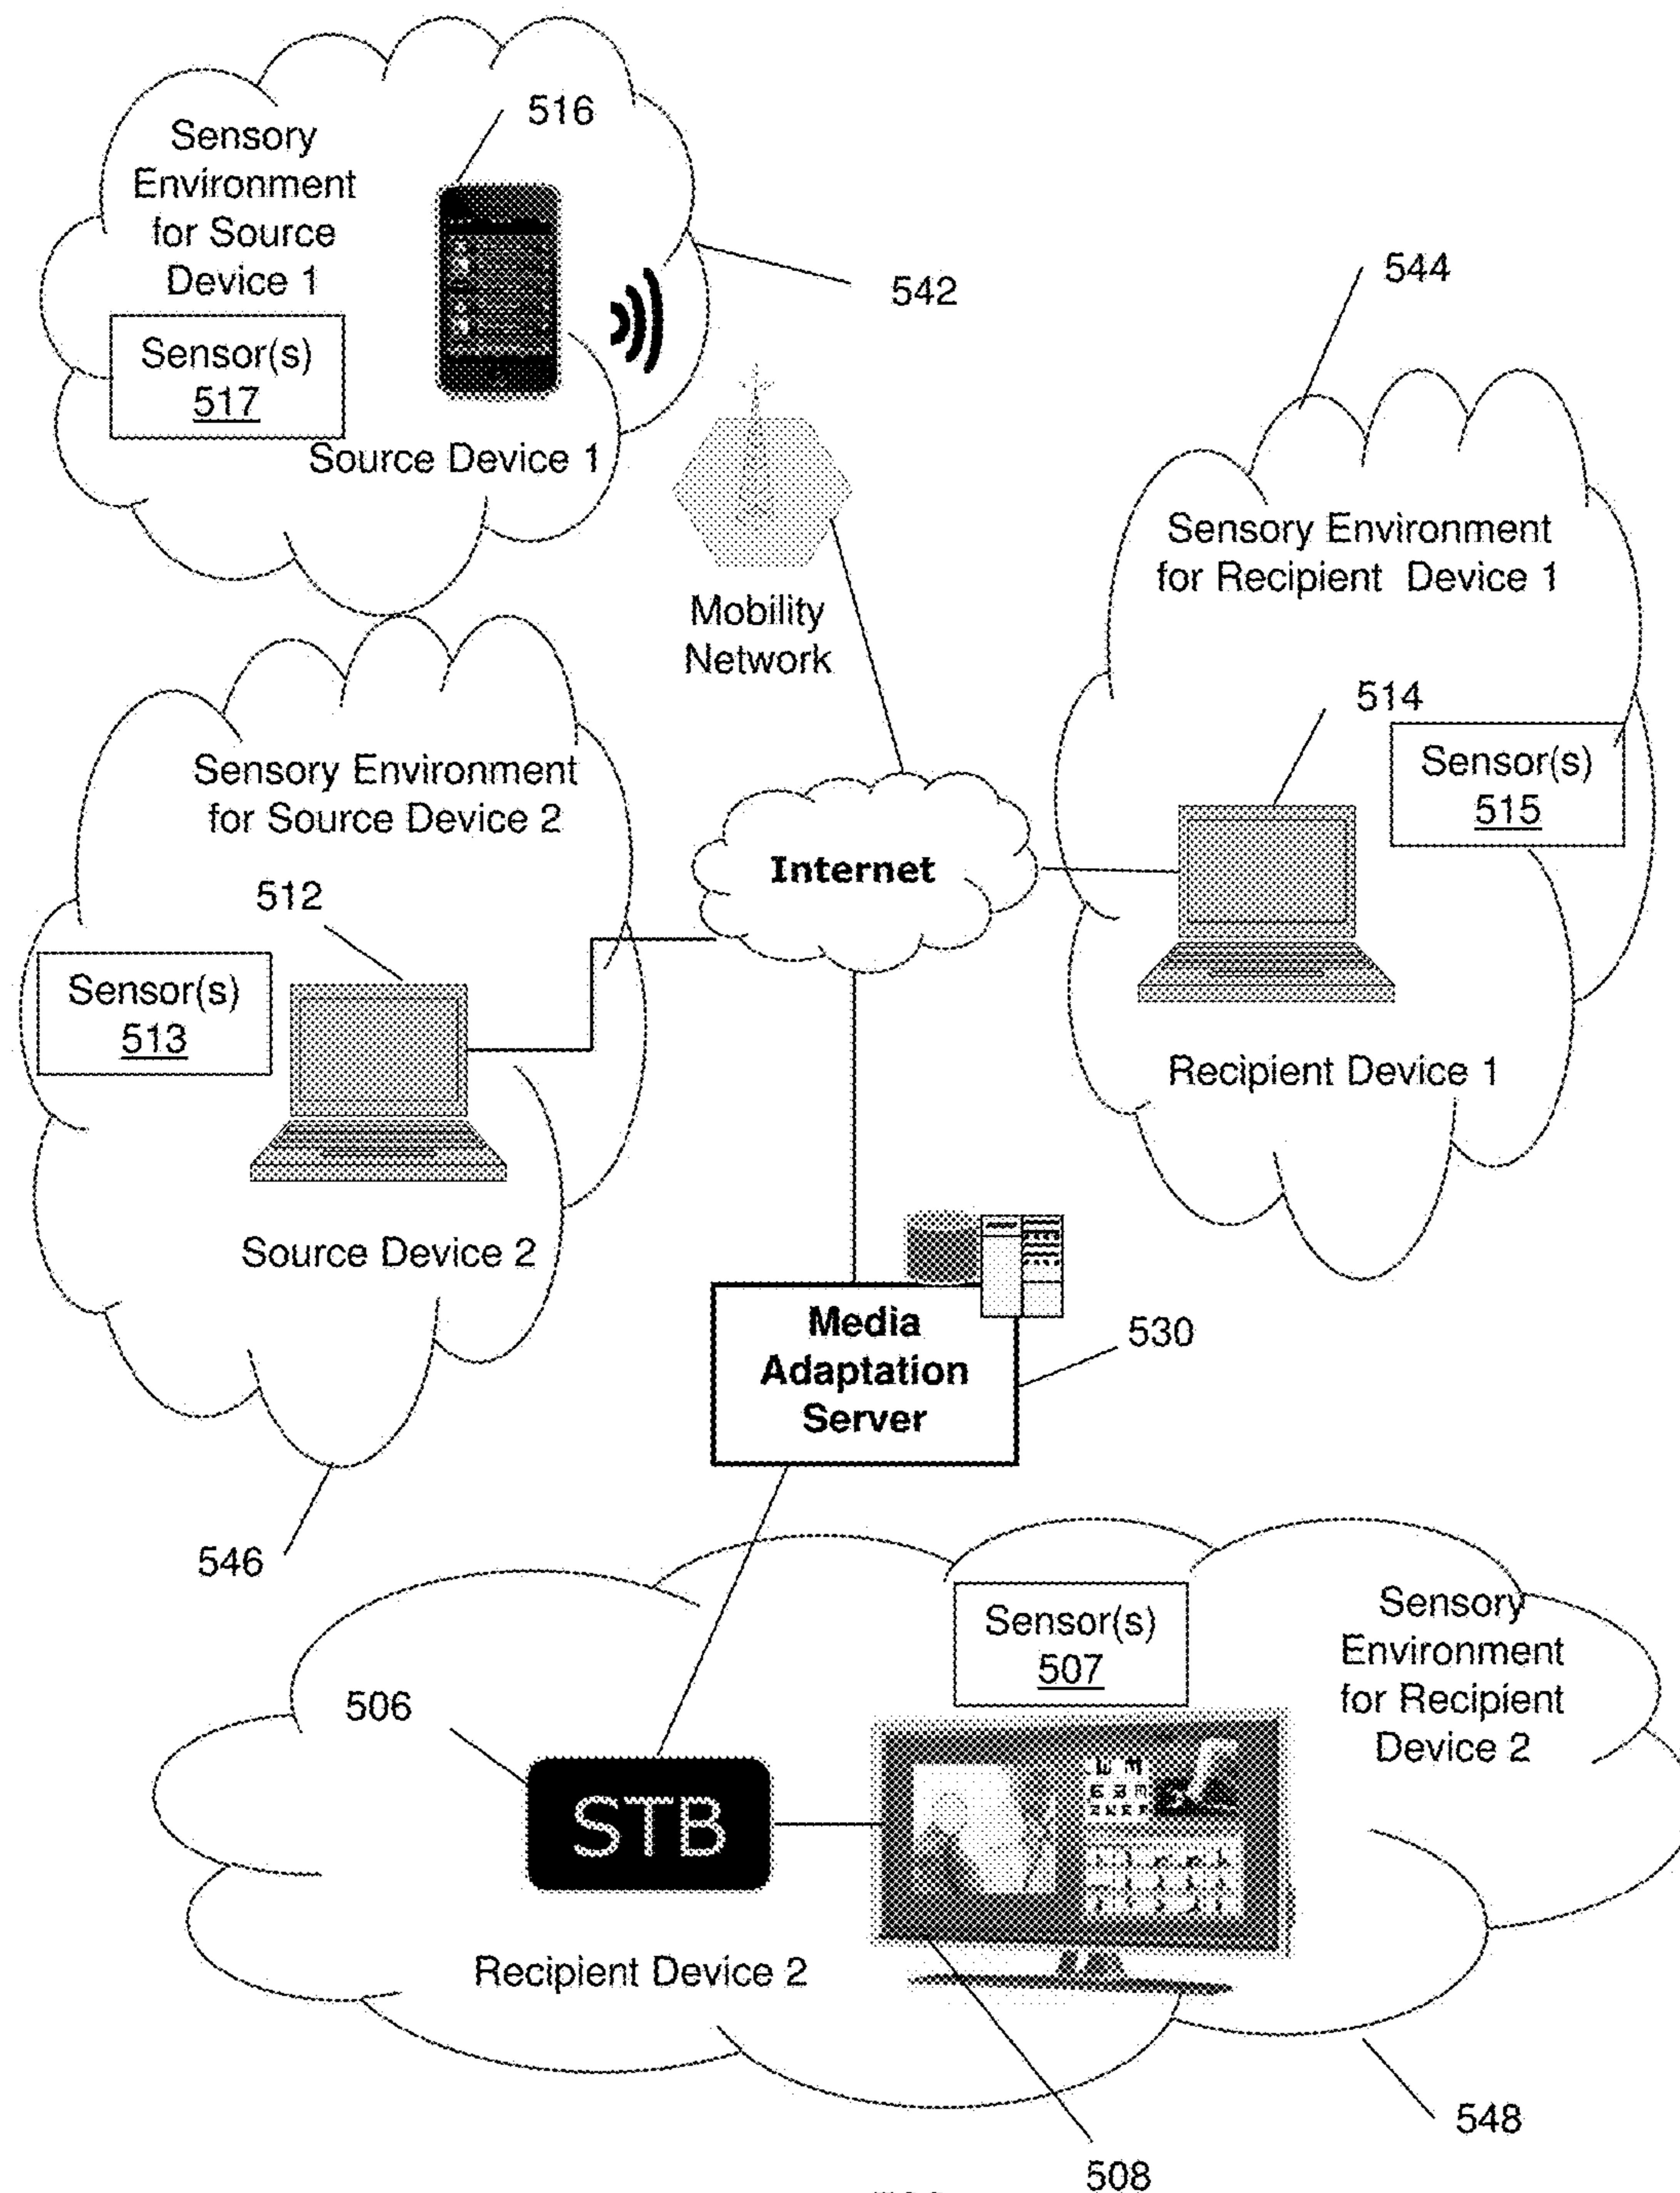 516
Sensory
Environment
for Source
Device 1
Sensor(s)
517
Source Device 1
542
544
Mobility
Network
Sensory Environment
for Recipient Device 1
514
Sensor(s)
515
Recipient Device 1
Sensory Environment
for Source Device 2
512
Sensor(s)
513
Source Device 2
Internet
Media
Adaptation
Server
530
546
Sensor(s)
507
Sensory
Environment
for Recipient
Device 2
506
STB
Recipient Device 2
548
508